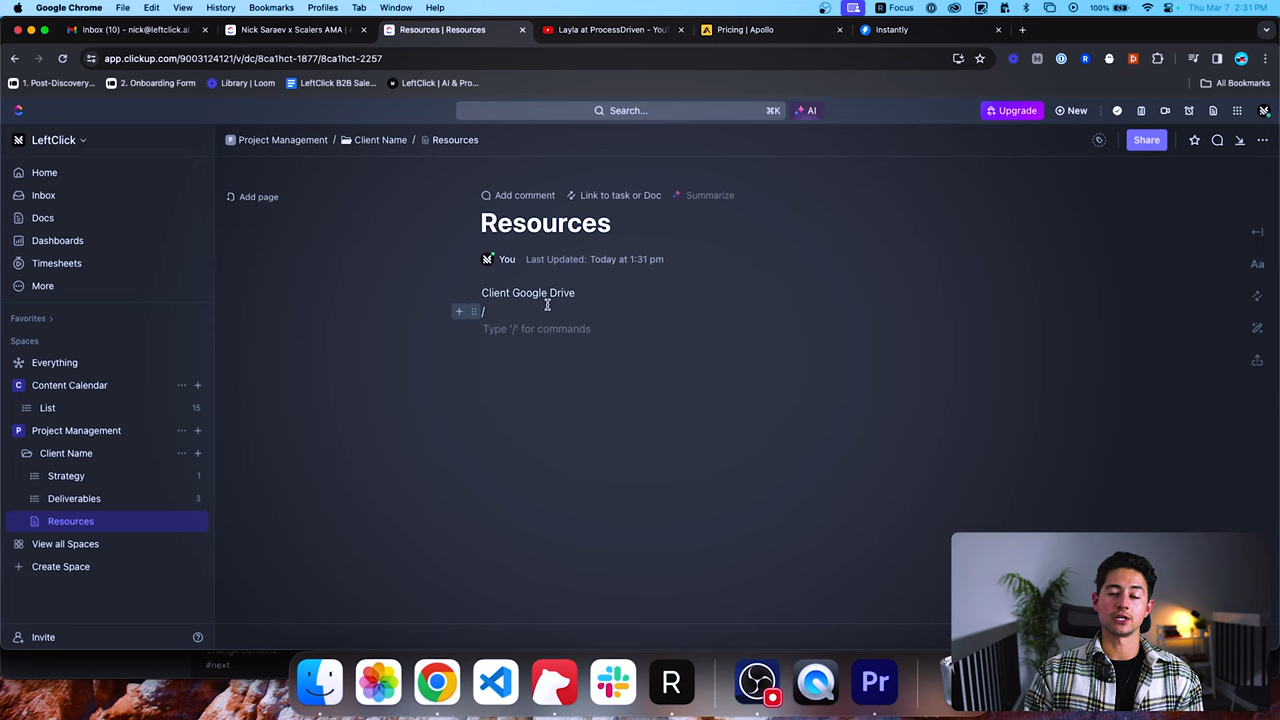 Google Chrome File Edit View History Bookmarks Profiles Tab Window Help Focus 100% Thu Mar 7 2:31 PM
Inbox (10) - nick@leftclick.ai Nick Saraev x Scalers AMA | Resources | Resources Layla at ProcessDriven - You Pricing | Apollo Instantly
app.clickup.com/9003124121/v/dc/8ca1hct-1877/8ca1hct-2257
1. Post-Discovery... 2. Onboarding Form Library | Loom LeftClick B2B Sale... LeftClick | AI & Pro... All Bookmarks
Search... ⌘K AI Upgrade New
LeftClick
Project Management / Client Name / Resources Share
Home
Inbox
Docs
Dashboards
Timesheets
More
Favorites
Spaces
Everything
C Content Calendar
List 15
P Project Management
Client Name
Strategy 1
Deliverables 3
Resources
View all Spaces
Create Space
Invite
Add page
Add comment Link to task or Doc Summarize
Resources
You Last Updated: Today at 1:31 pm
Client Google Drive
/
Type '/' for commands
Aa
#next
R
Pr